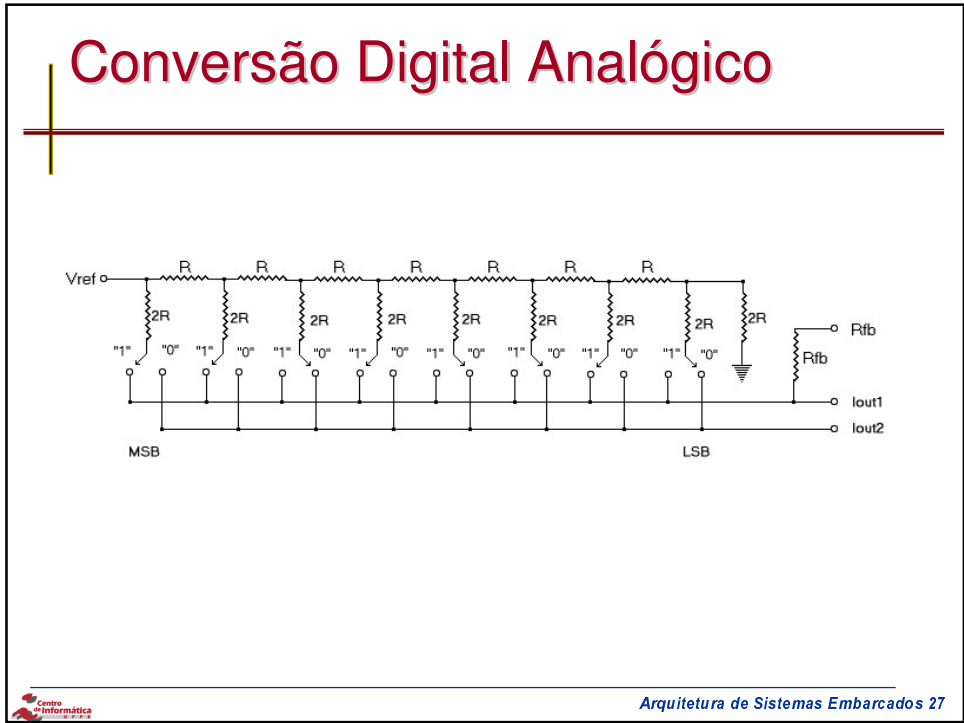 Conversão Digital Analógico
R R R R R R R
Vref
2R 2R 2R 2R 2R 2R 2R 2R 2R
Rfb
Rfb
"1" "0" "1" "0" "1" "0" "1" "0" "1" "0" "1" "0" "1" "0" "1" "0"
Iout1
Iout2
MSB LSB
Centro
de Informática
UFPE
Arquitetura de Sistemas Embarcados 27